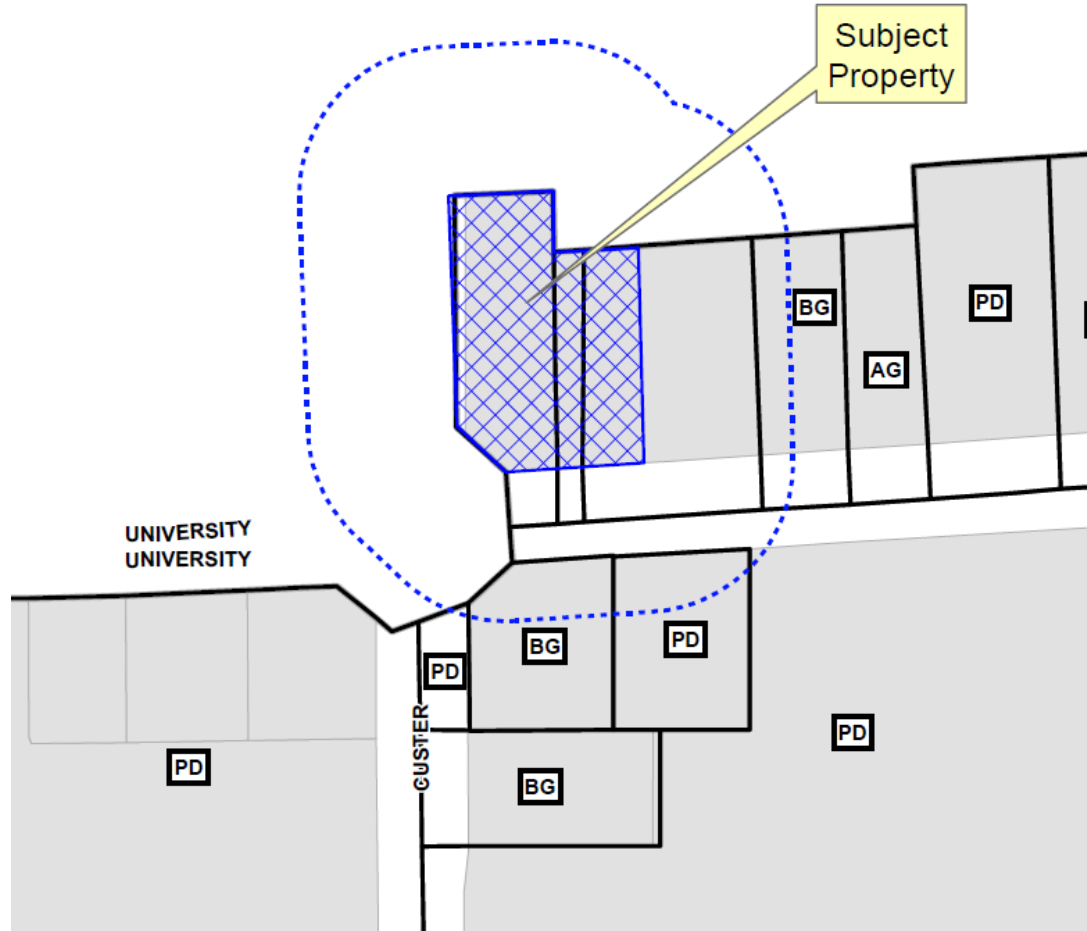 Subject
Property
BG
PD
AG
UNIVERSITY
UNIVERSITY
BG
PD
PD
CUSTER
PD
PD
BG